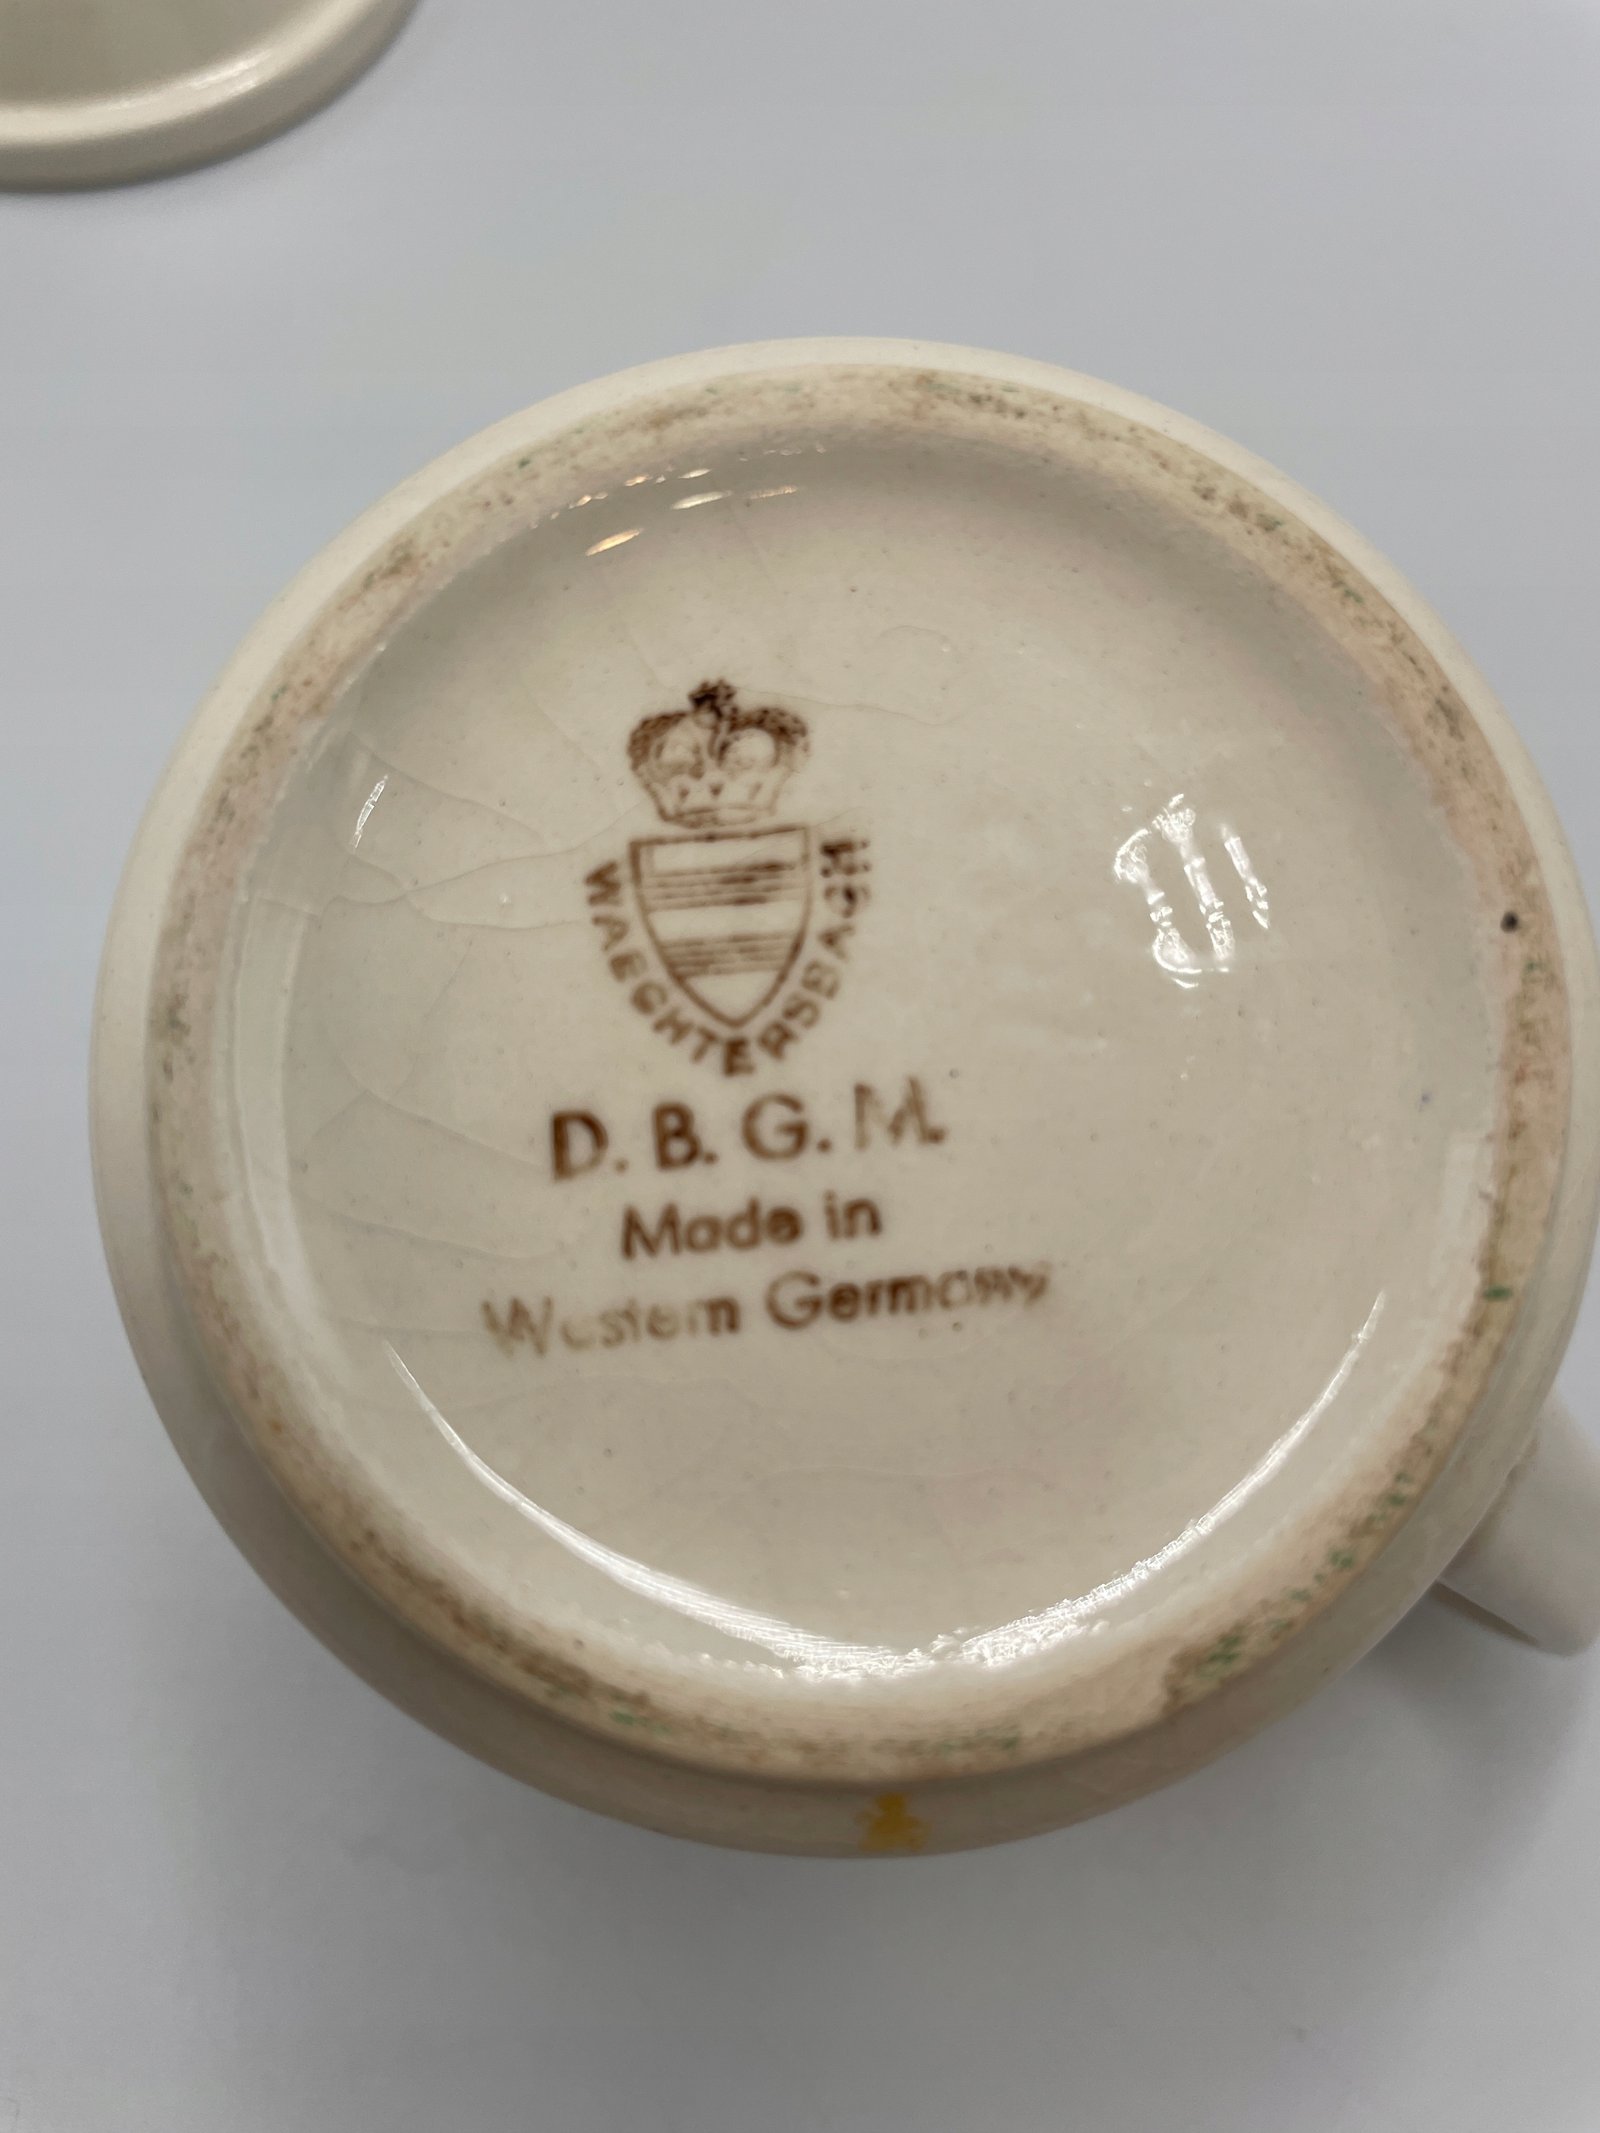 WAECHTERSBACH
D. B. G. M.
Made in
Western Germany